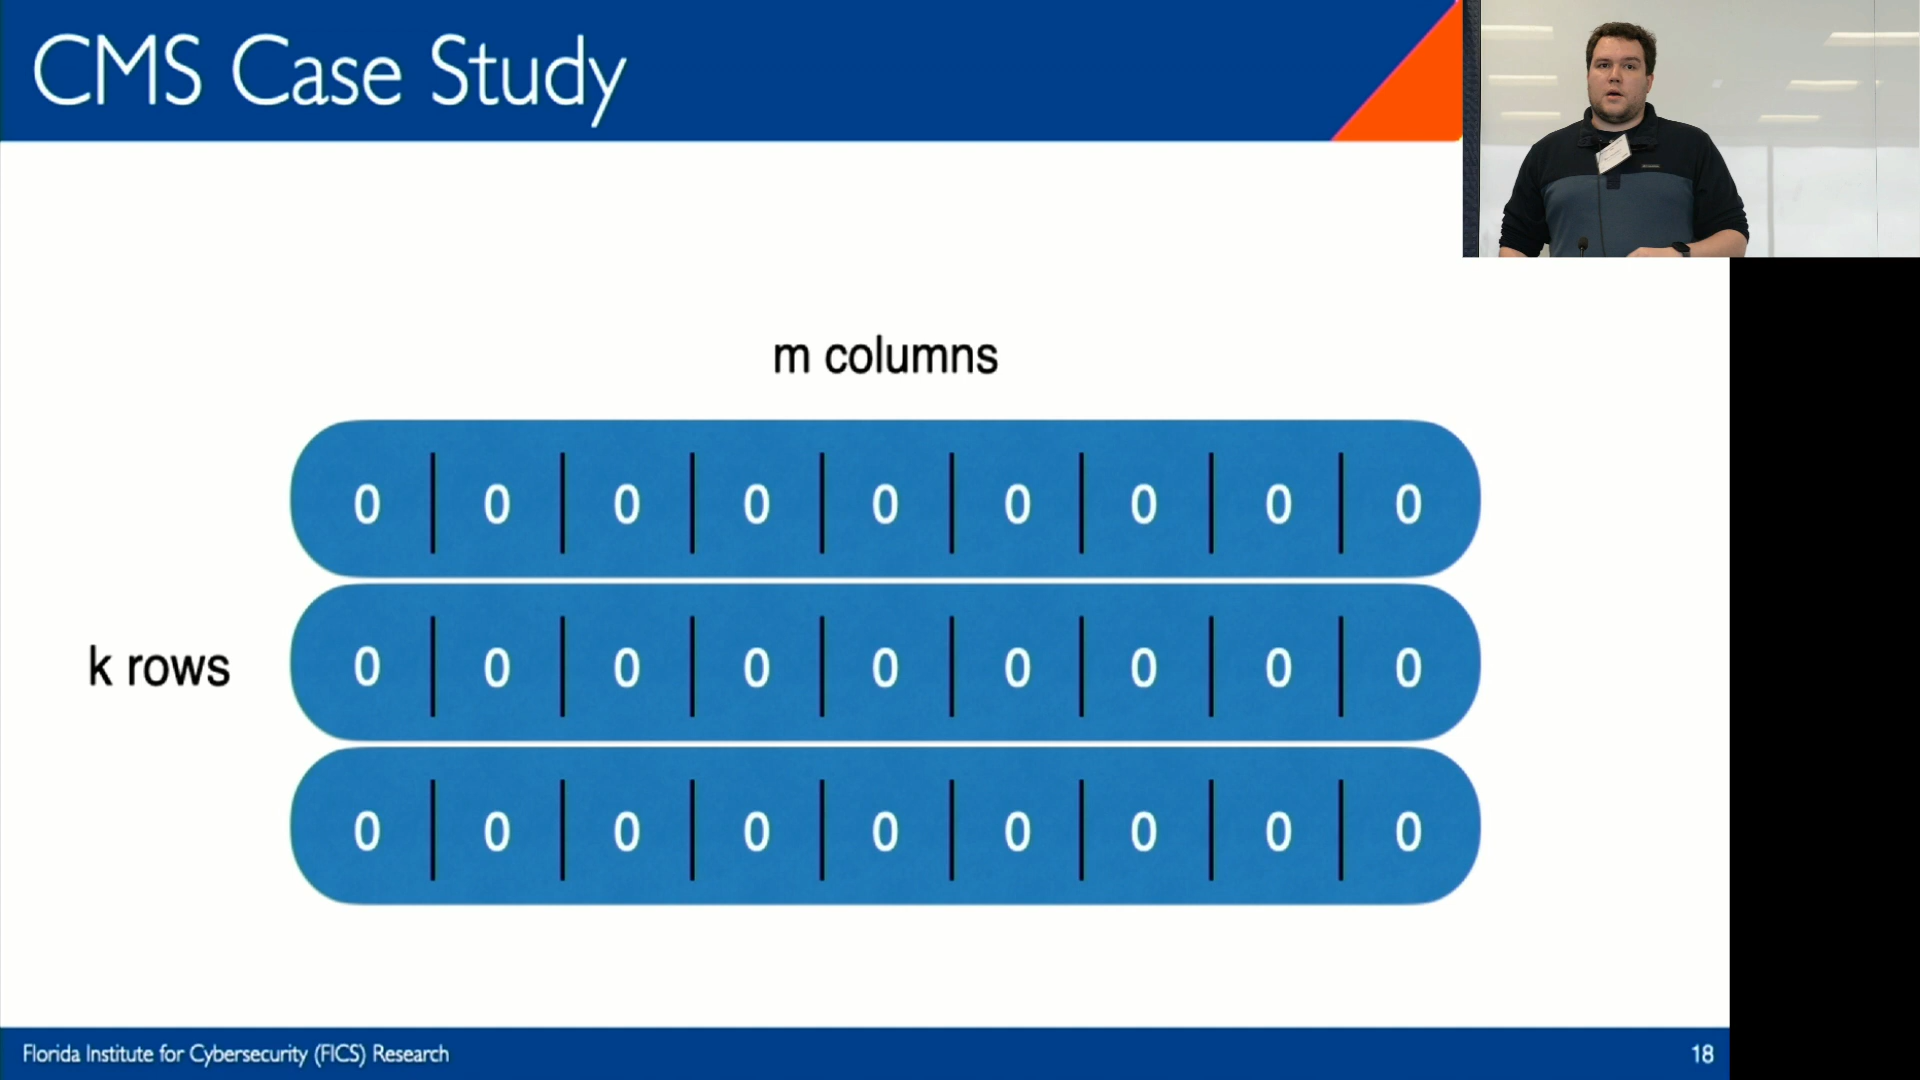 CMS Case Study
m columns
0 0 0 0 0 0 0 0 0
k rows
0 0 0 0 0 0 0 0 0
0 0 0 0 0 0 0 0 0
Florida Institute for Cybersecurity (FICS) Research
18